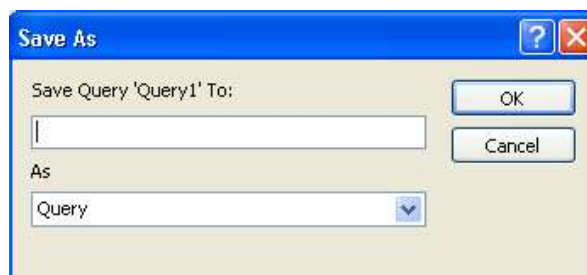 Save As
Save Query 'Query1' To:
OK
Cancel
As
Query